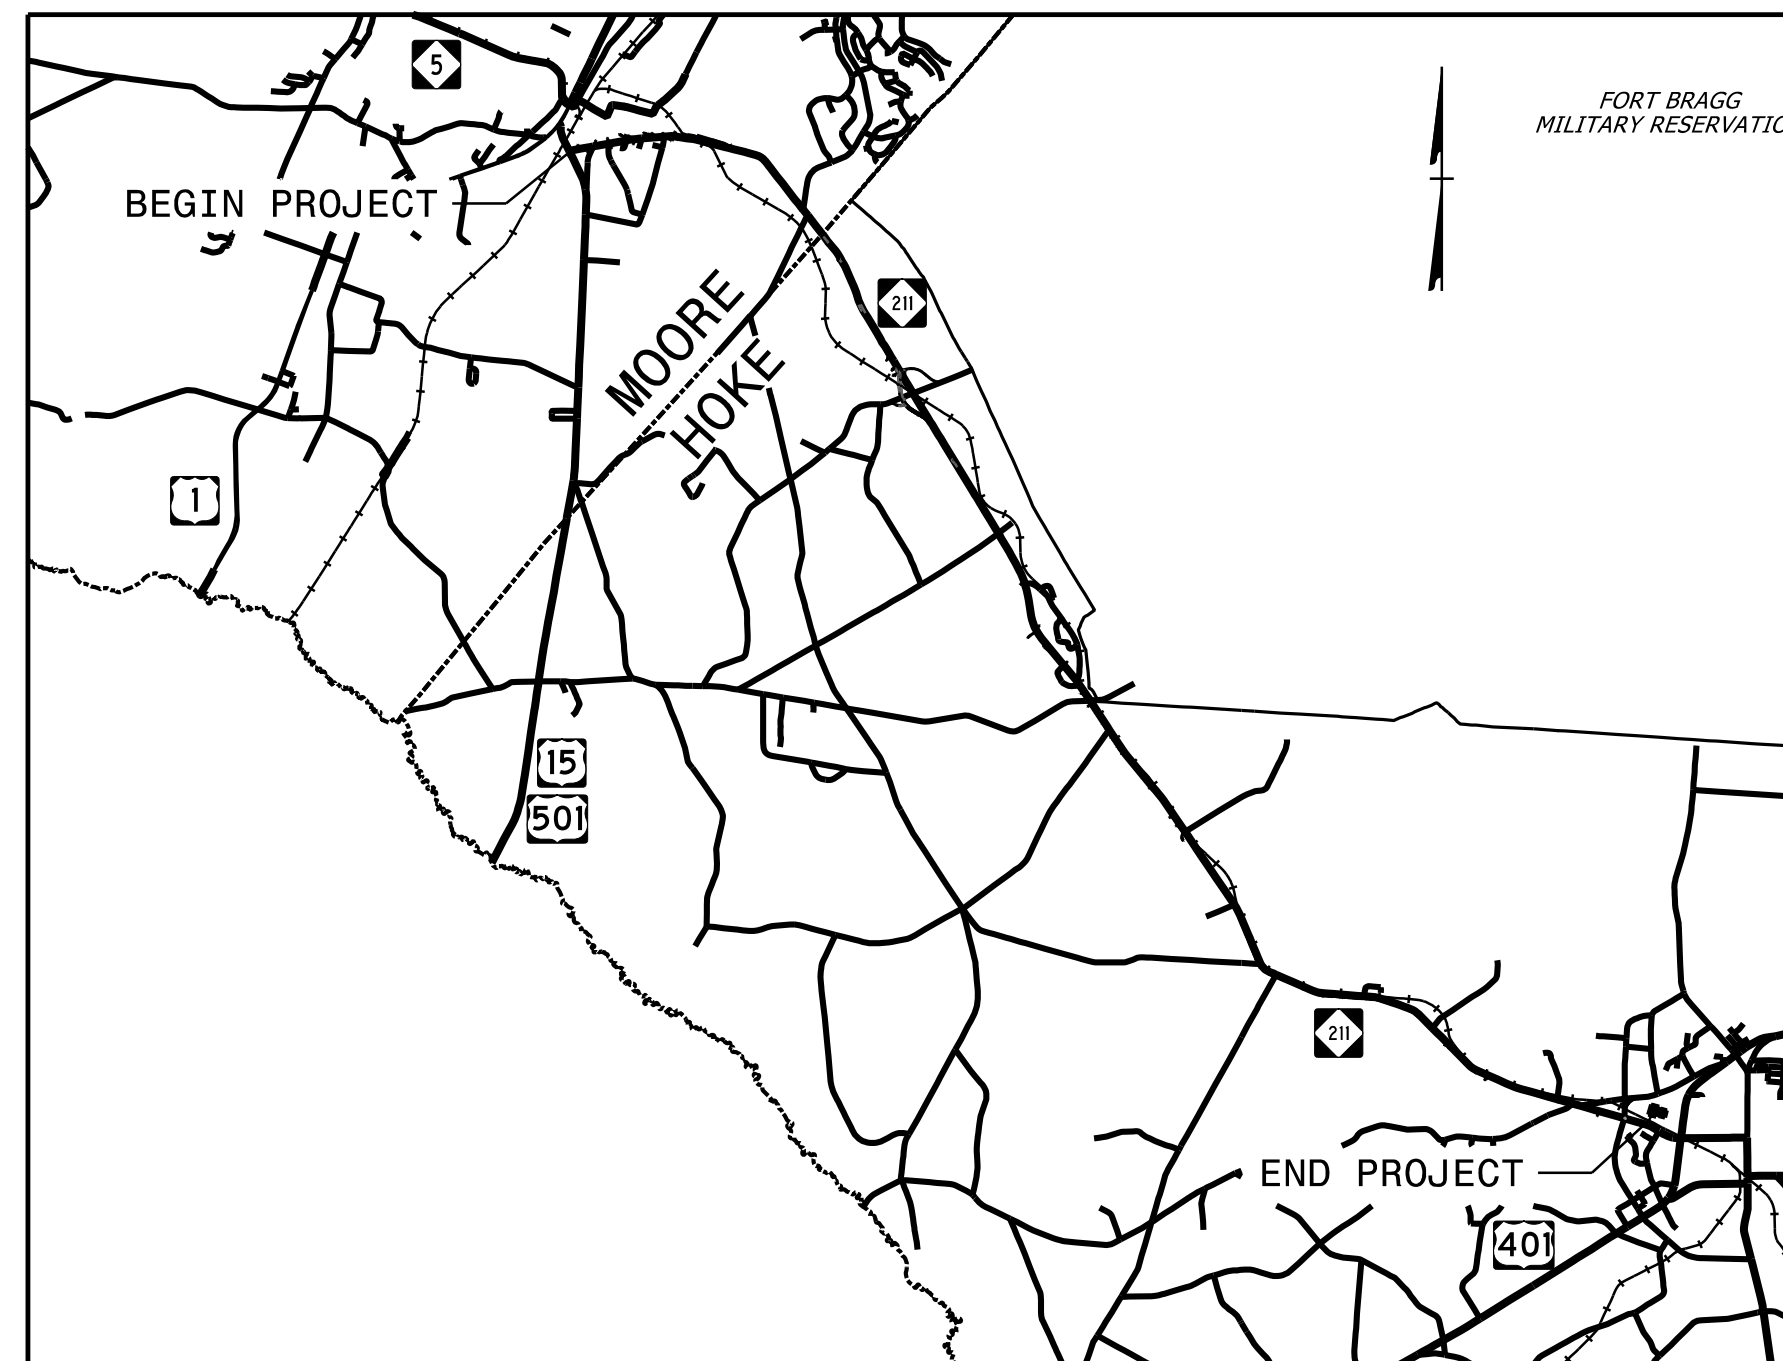 5
FORT BRAGG
MILITARY RESERVATIO
BEGIN PROJECT
MOORE
HOKE
211
1
15
501
211
END PROJECT
401